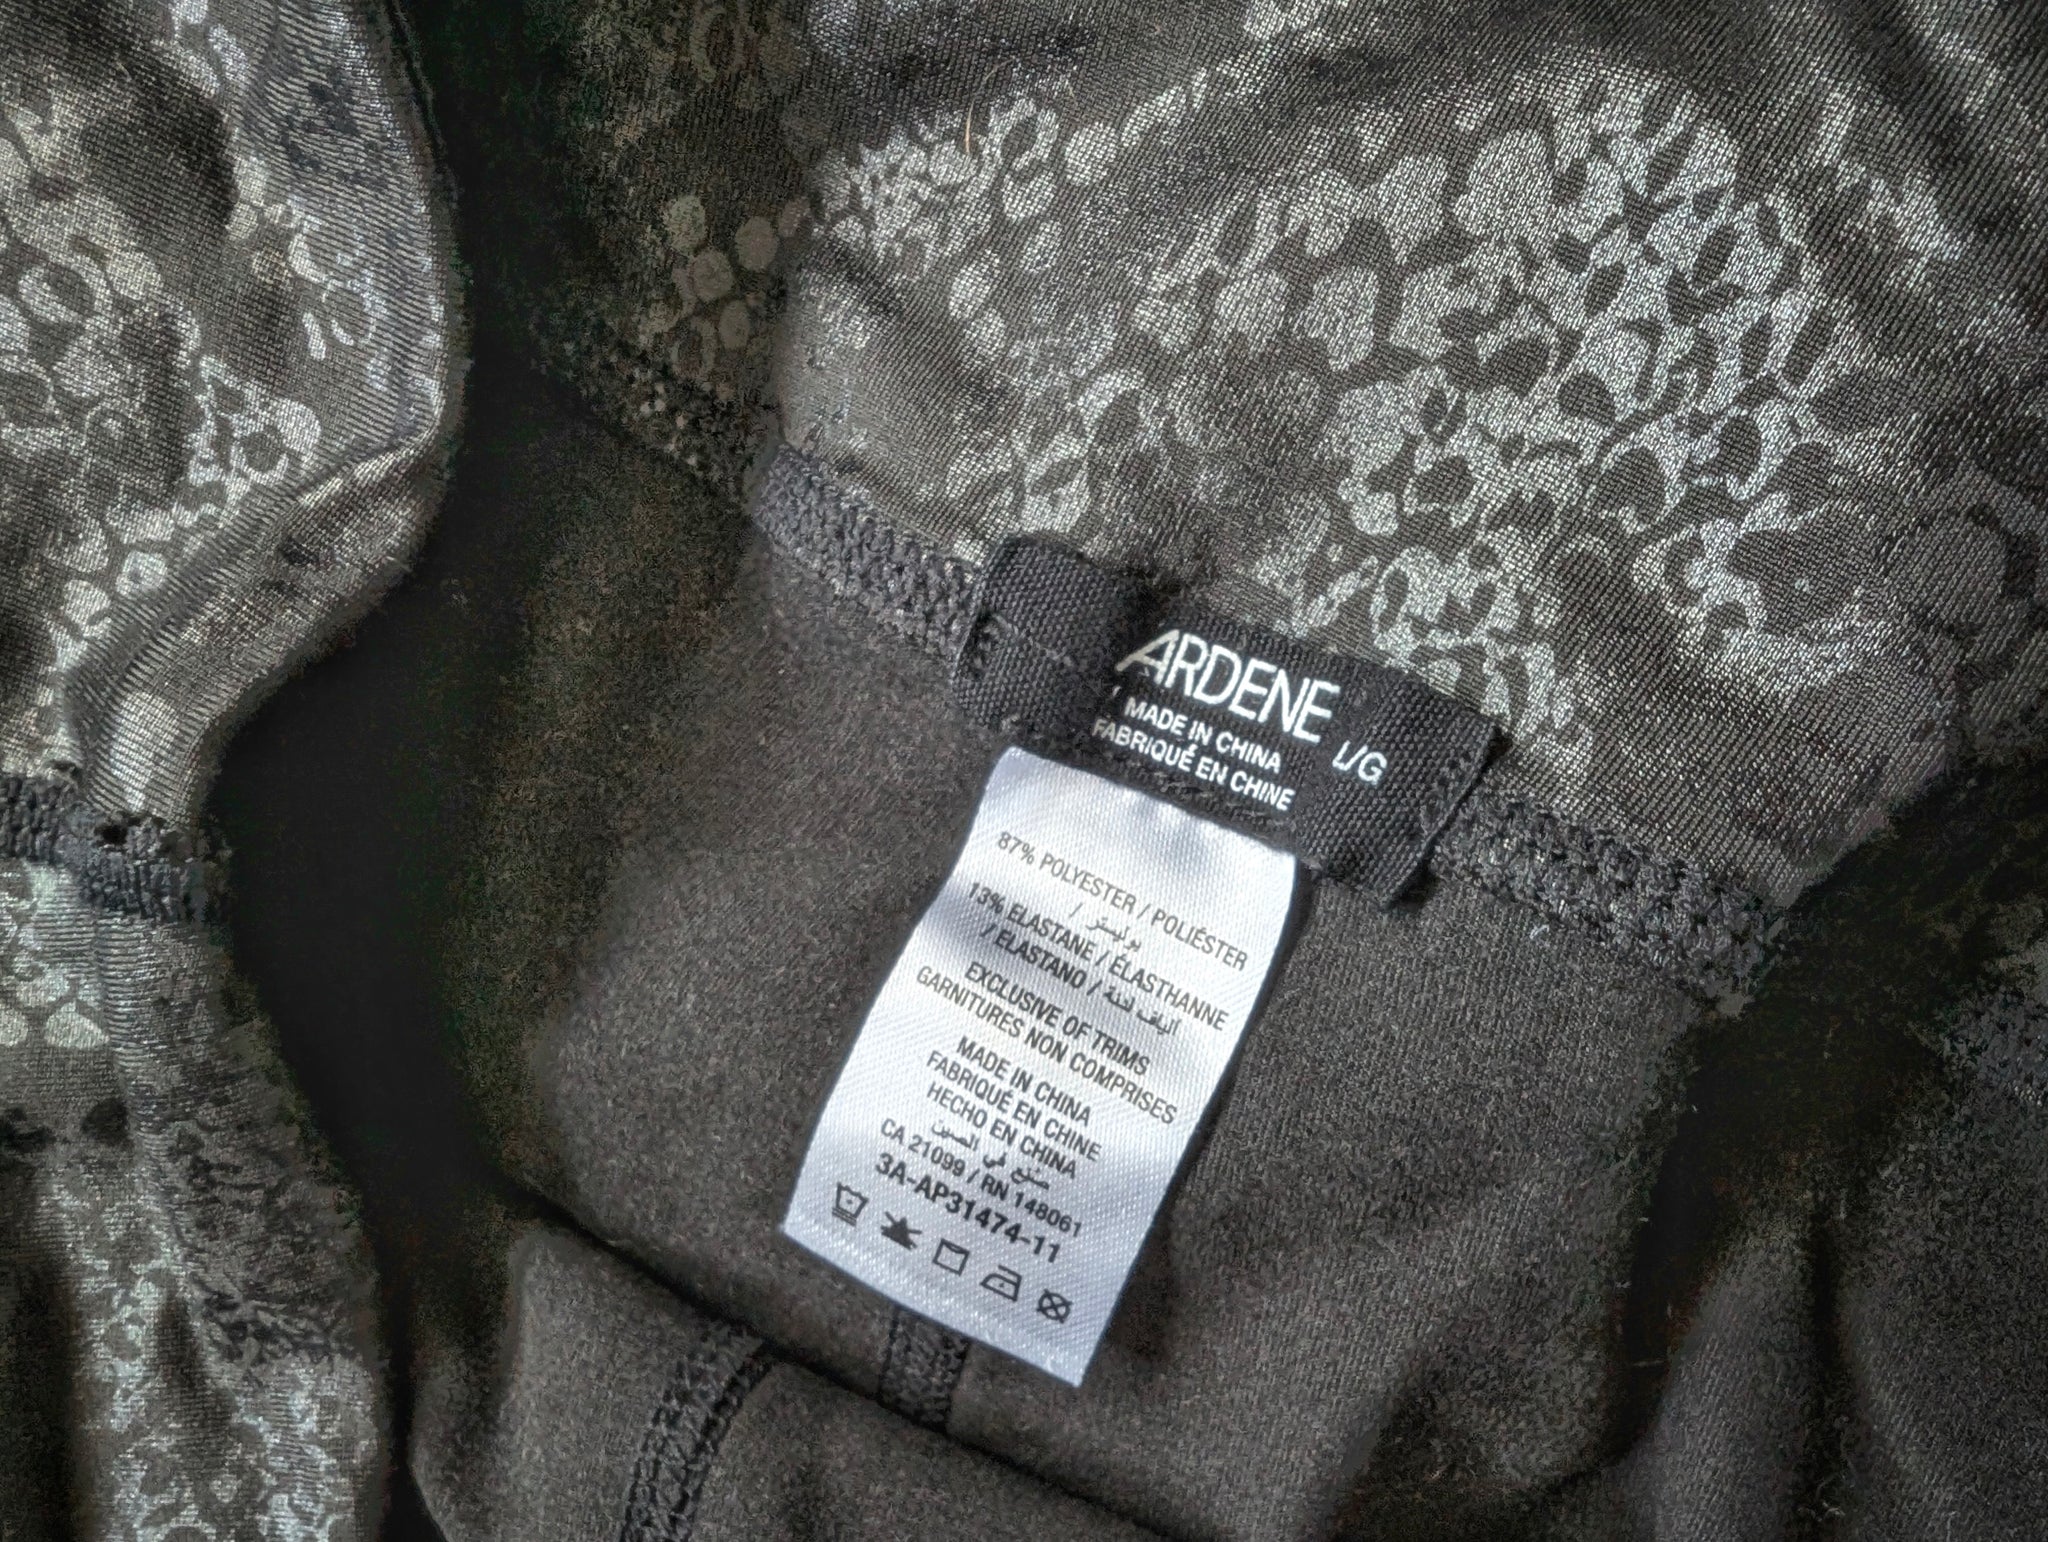 ARDENE
L/G
MADE IN CHINA
FABRIQUÉ EN CHINE
87% POLYESTER / POLIÉSTER
/ بوليستر
13% ELASTANE / ÉLASTHANNE
/ ELASTANO / ألياف لدنة
EXCLUSIVE OF TRIMS
GARNITURES NON COMPRISES
MADE IN CHINA
FABRIQUÉ EN CHINE
HECHO EN CHINA
صنع في الصين
CA 21099 / RN 148061
3A-AP31474-11